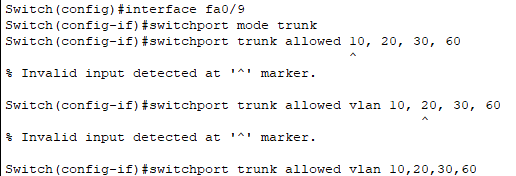 Switch(config)#interface fa0/9
Switch(config-if)#switchport mode trunk
Switch(config-if)#switchport trunk allowed 10, 20, 30, 60
^
% Invalid input detected at '^' marker.
Switch(config-if)#switchport trunk allowed vlan 10, 20, 30, 60
^
% Invalid input detected at '^' marker.
Switch(config-if)#switchport trunk allowed vlan 10,20,30,60